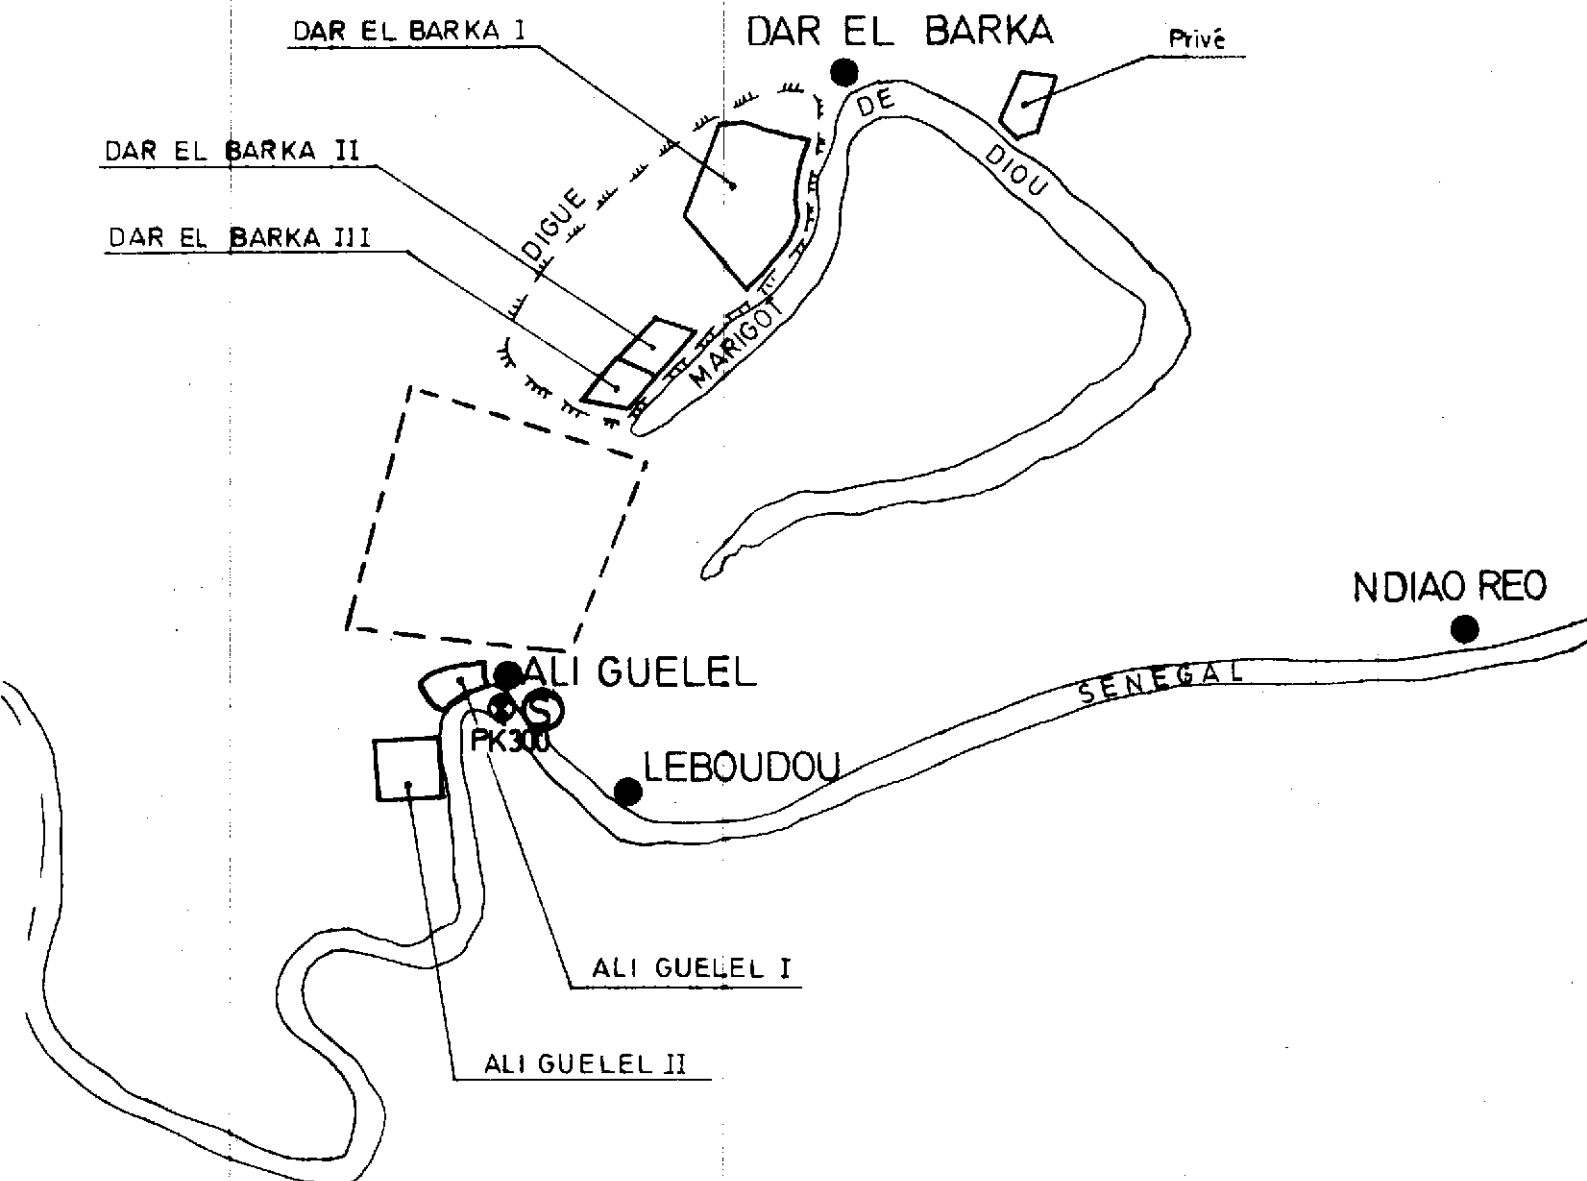 DAR EL BARKA I
DAR EL BARKA
Privé
DAR EL BARKA II
DAR EL BARKA III
DIGUE
MARIGOT
DE
DIOU
NDIAO REO
ALI GUELEL
S
PK300
SENEGAL
LEBOUDOU
ALI GUELEL I
ALI GUELEL II